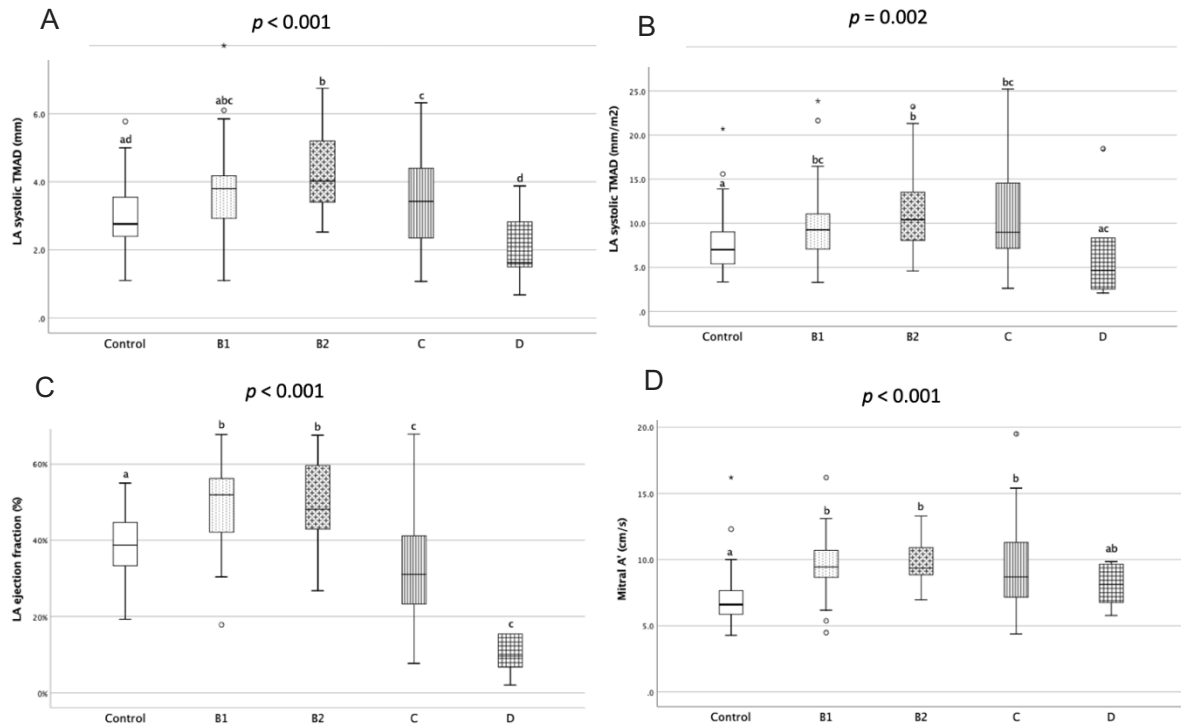 A
p < 0.001
LA systolic TMAD (mm)
6.0
4.0
2.0
.0
ad
abc
b
c
d
Control B1 B2 C D
B
p = 0.002
LA systolic TMAD (mm/m2)
25.0
20.0
15.0
10.0
5.0
.0
a
bc
b
bc
ac
Control B1 B2 C D
C
p < 0.001
LA ejection fraction (%)
60%
40%
20%
0%
a
b
b
c
c
Control B1 B2 C D
D
p < 0.001
Mitral A' (cm/s)
20.0
15.0
10.0
5.0
.0
a
b
b
b
ab
Control B1 B2 C D